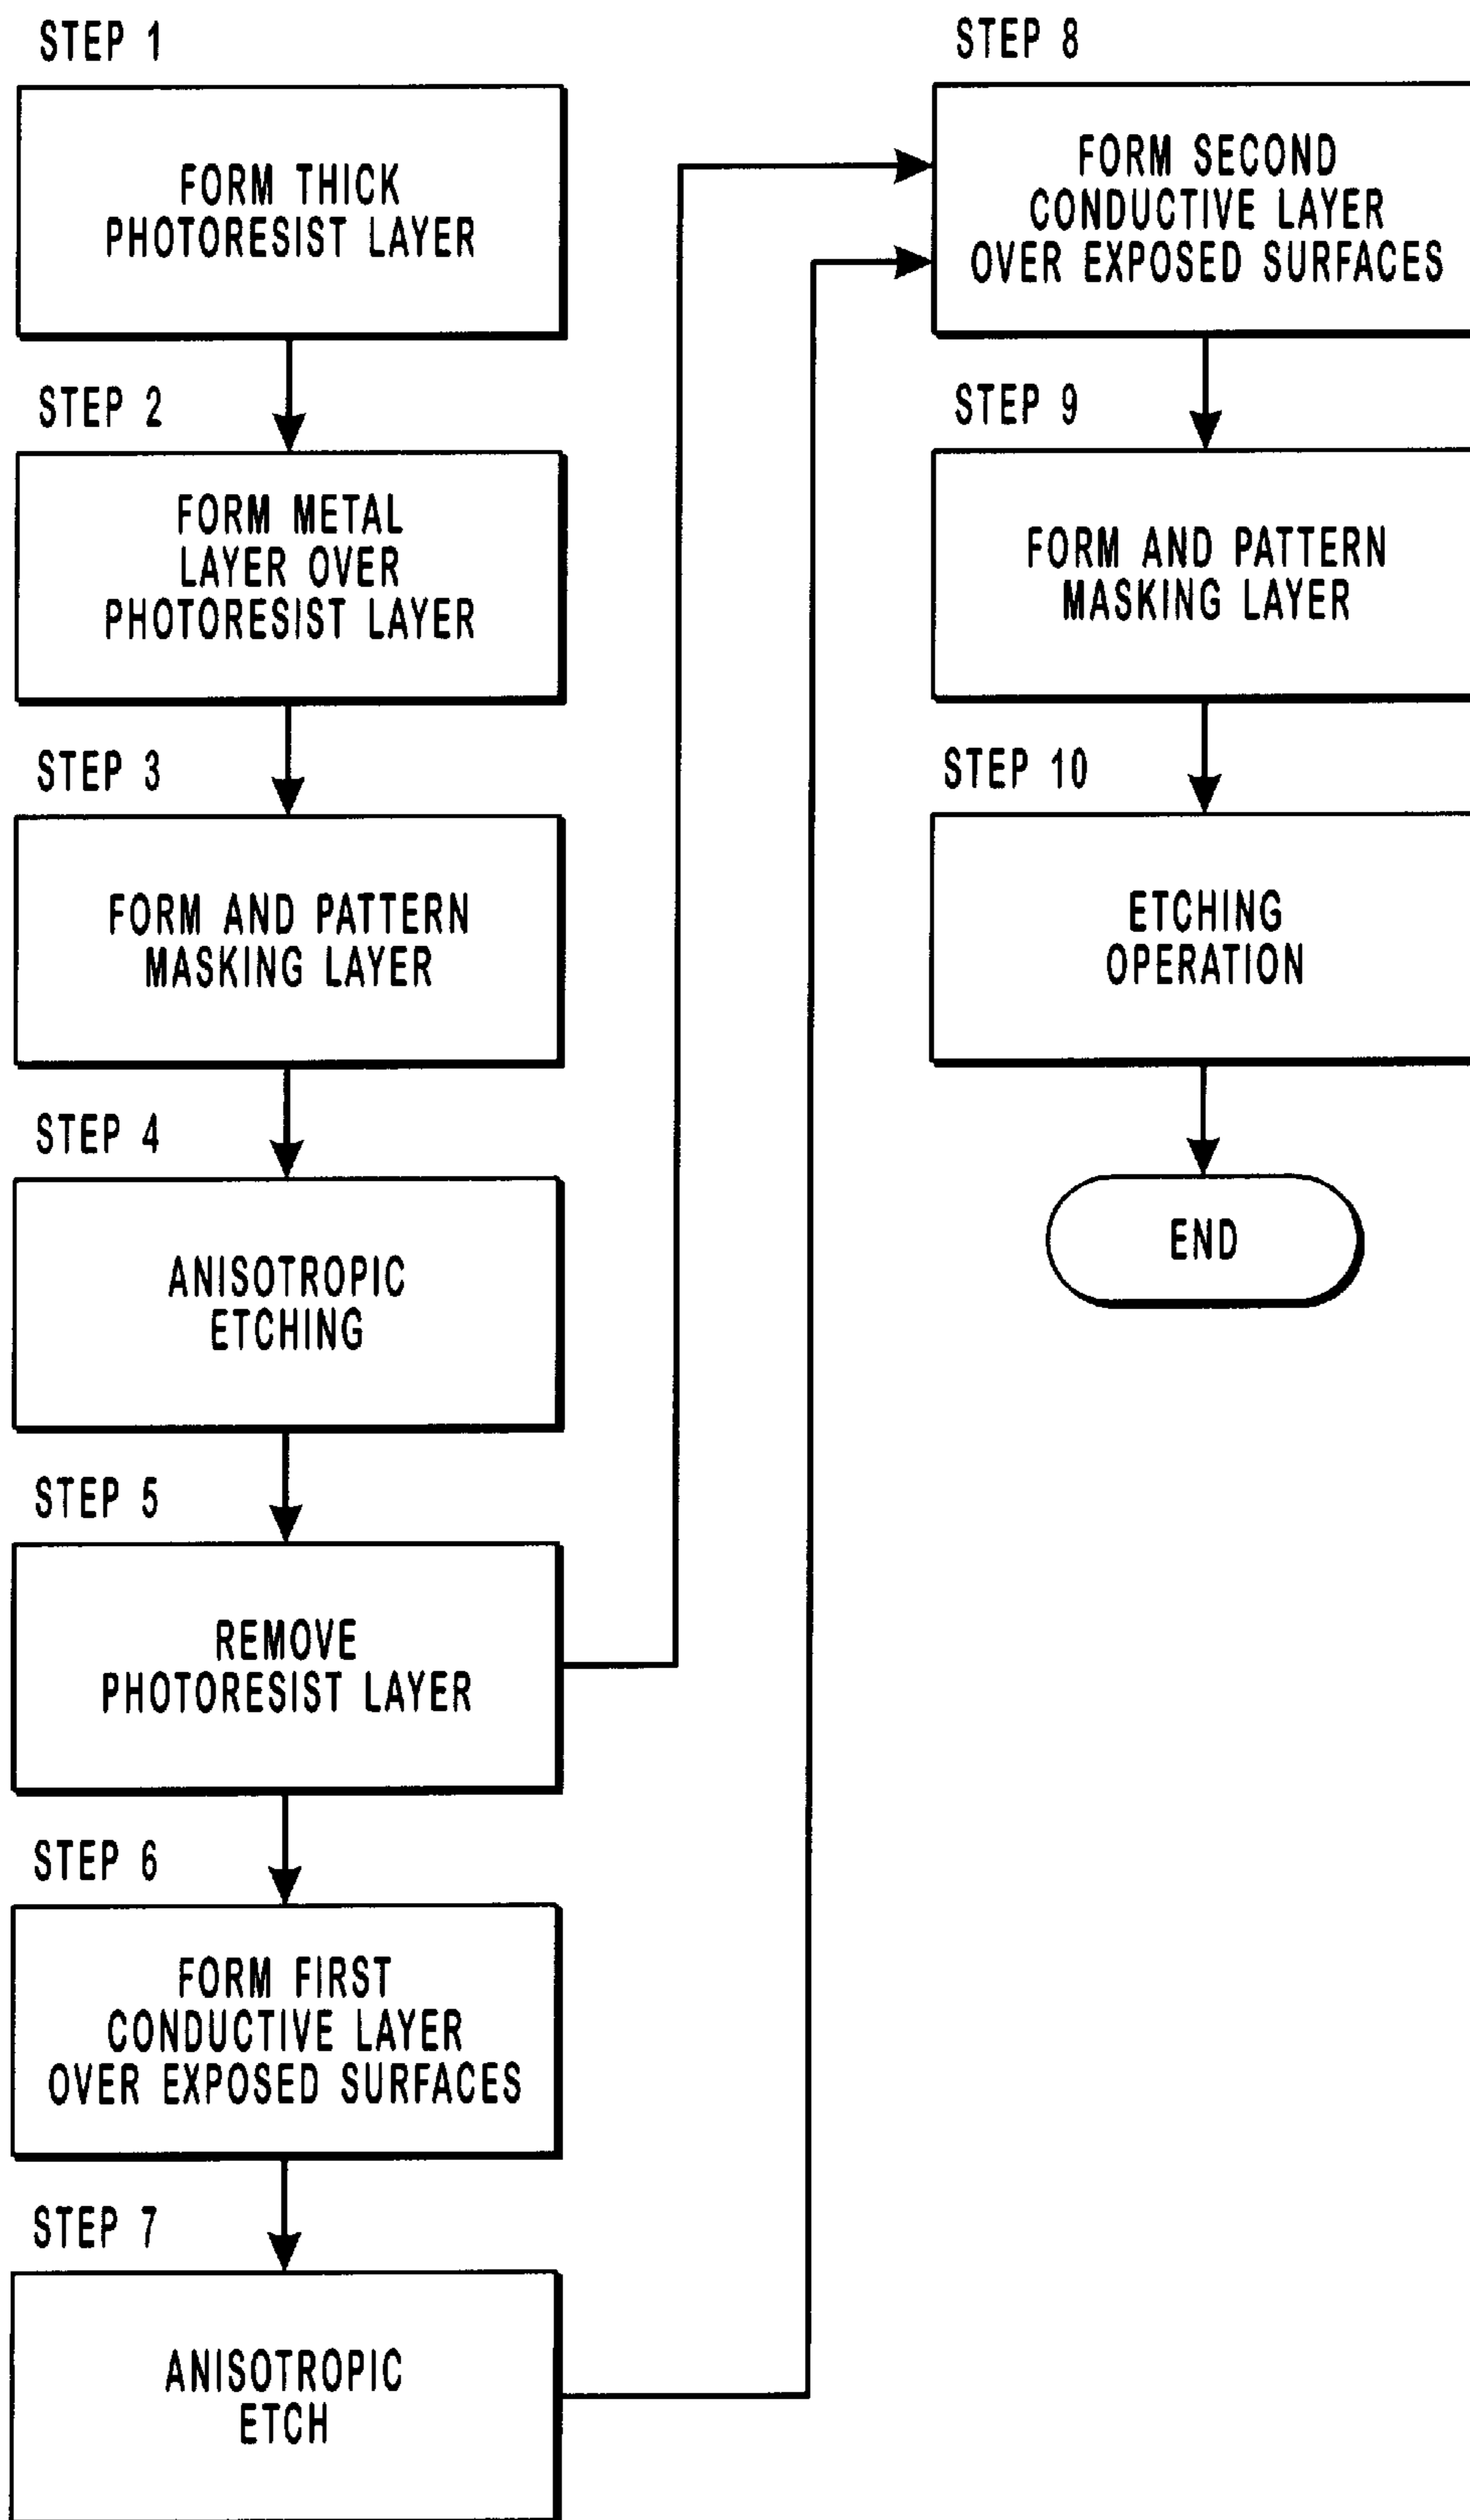 STEP 1
FORM THICK
PHOTORESIST LAYER
STEP 2
FORM METAL
LAYER OVER
PHOTORESIST LAYER
STEP 3
FORM AND PATTERN
MASKING LAYER
STEP 4
ANISOTROPIC
ETCHING
STEP 5
REMOVE
PHOTORESIST LAYER
STEP 6
FORM FIRST
CONDUCTIVE LAYER
OVER EXPOSED SURFACES
STEP 7
ANISOTROPIC
ETCH
STEP 8
FORM SECOND
CONDUCTIVE LAYER
OVER EXPOSED SURFACES
STEP 9
FORM AND PATTERN
MASKING LAYER
STEP 10
ETCHING
OPERATION
END